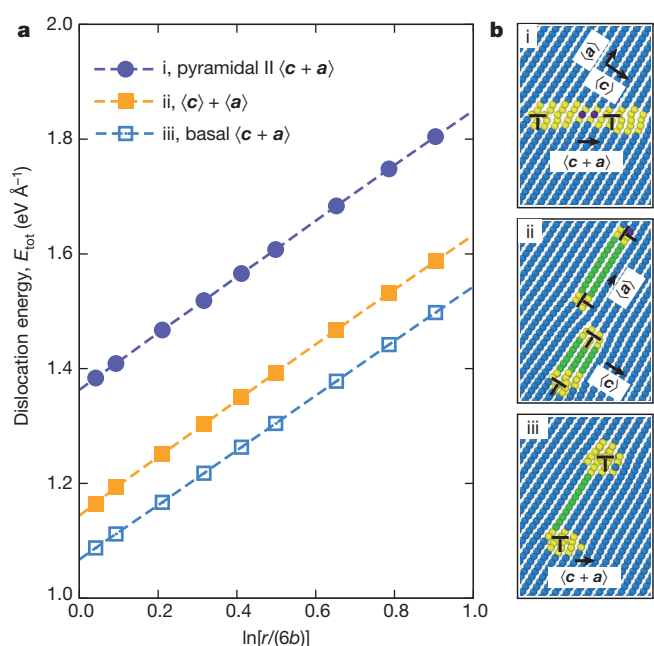 a
2.0
1.8
1.6
1.4
1.2
1.0
Dislocation energy, E_tot (eV Å⁻¹)
i, pyramidal II ⟨c + a⟩
ii, ⟨c⟩ + ⟨a⟩
iii, basal ⟨c + a⟩
0.0 0.2 0.4 0.6 0.8 1.0
ln[r/(6b)]
b
i
⟨a⟩
⟨c⟩
⟨c + a⟩
ii
⟨a⟩
⟨c⟩
iii
⟨c + a⟩